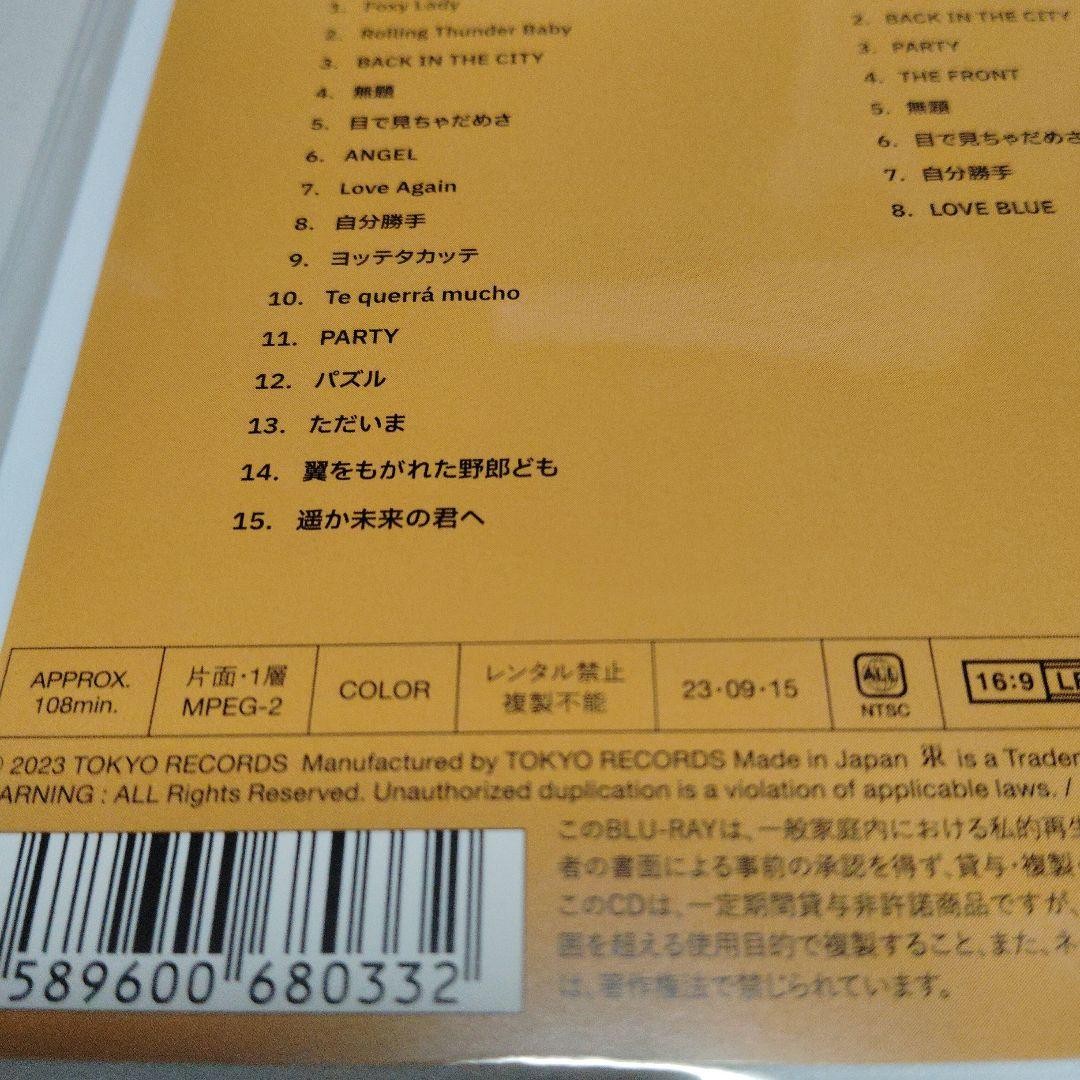 1. Foxy Lady
2. Rolling Thunder Baby
3. BACK IN THE CITY
4. 無題
5. 目で見ちゃだめさ
6. ANGEL
7. Love Again
8. 自分勝手
9. ヨッテタカッテ
10. Te querrá mucho
11. PARTY
12. パズル
13. ただいま
14. 翼をもがれた野郎ども
15. 遥か未来の君へ
2. BACK IN THE CITY
3. PARTY
4. THE FRONT
5. 無題
6. 目で見ちゃだめさ
7. 自分勝手
8. LOVE BLUE
APPROX.
108min.
片面・1層
MPEG-2
COLOR
レンタル禁止
複製不能
23・09・15
ALL
NTSC
16:9
2023 TOKYO RECORDS Manufactured by TOKYO RECORDS Made in Japan is a Tradem
ARNING : ALL Rights Reserved. Unauthorized duplication is a violation of applicable laws. /
このBLU-RAYは、一般家庭内における私的再生
者の書面による事前の承認を得ず、貸与・複製
このCDは、一定期間貸与非許諾商品ですが、
囲を超える使用目的で複製すること、また、ネ
は、著作権法で禁じられています。
589600 680332